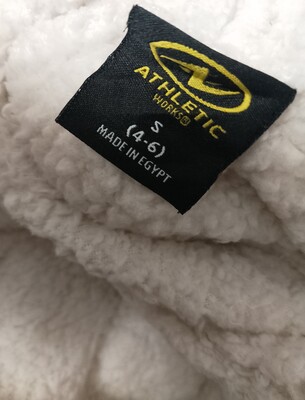 ATHLETIC
WORKS®
S
(4-6)
MADE IN EGYPT